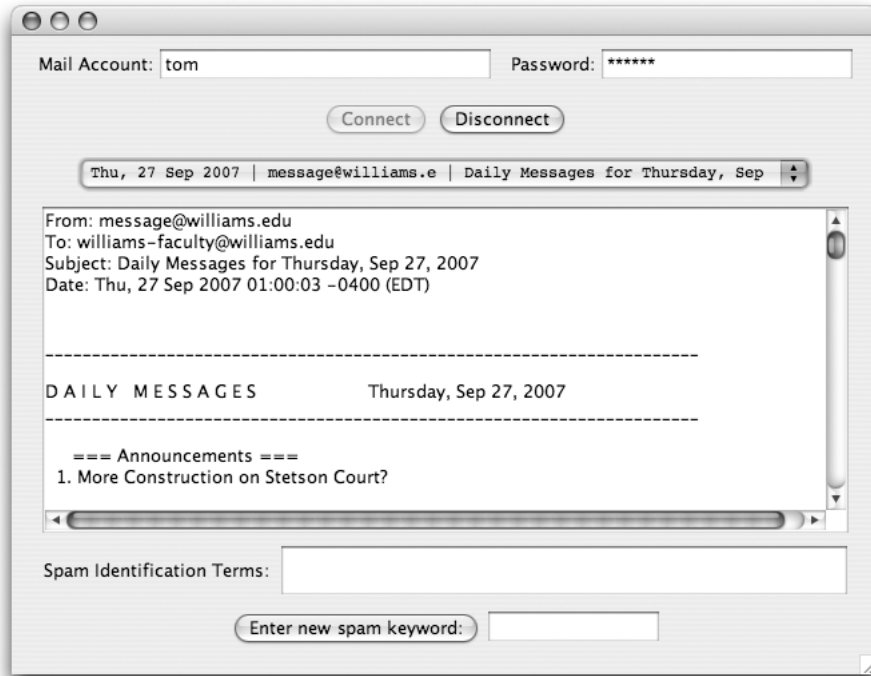 Mail Account: tom Password: ******
Connect Disconnect
Thu, 27 Sep 2007 | message@williams.e | Daily Messages for Thursday, Sep
From: message@williams.edu
To: williams-faculty@williams.edu
Subject: Daily Messages for Thursday, Sep 27, 2007
Date: Thu, 27 Sep 2007 01:00:03 -0400 (EDT)
----------------------------------------------------------------------
D A I L Y   M E S S A G E S Thursday, Sep 27, 2007
----------------------------------------------------------------------
=== Announcements ===
1. More Construction on Stetson Court?
Spam Identification Terms:
Enter new spam keyword: